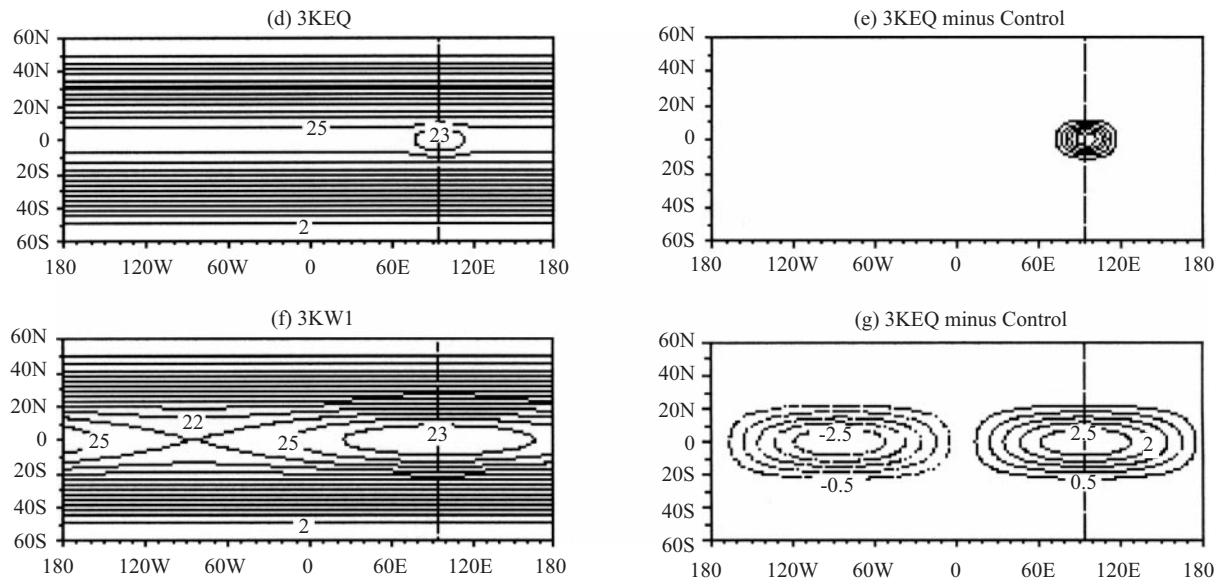 (d) 3KEQ
60N
40N
20N
0
20S
40S
60S
25
23
2
180 120W 60W 0 60E 120E 180
(e) 3KEQ minus Control
60N
40N
20N
0
20S
40S
60S
180 120W 60W 0 60E 120E 180
(f) 3KW1
60N
40N
20N
0
20S
40S
60S
22
25 25 23
2
180 120W 60W 0 60E 120E 180
(g) 3KEQ minus Control
60N
40N
20N
0
20S
40S
60S
-2.5 2.5 2
-0.5 0.5
180 120W 60W 0 60E 120E 180